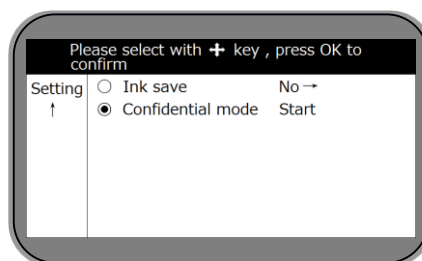 Please select with ✚ key , press OK to
confirm
Setting
↑
○ Ink save No →
◉ Confidential mode Start